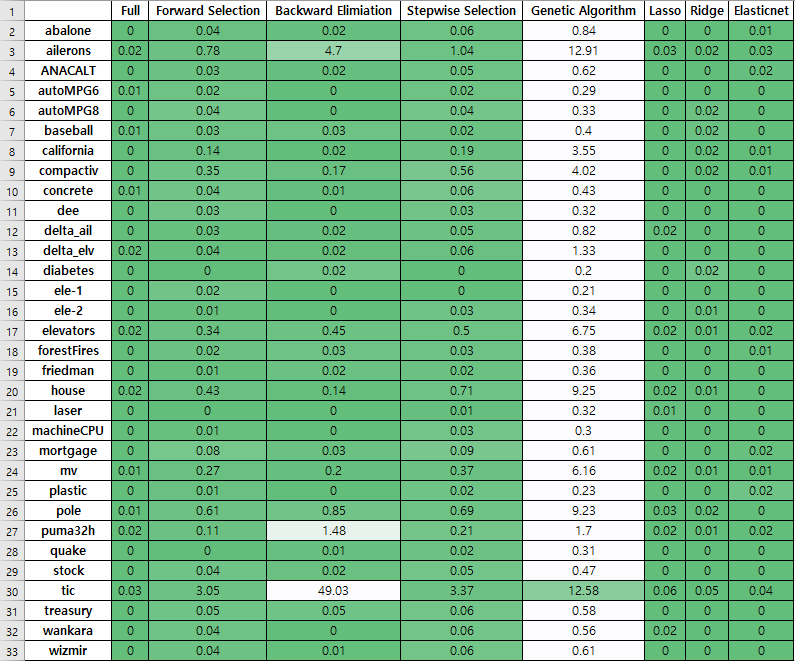 1 Full Forward Selection Backward Elimiation Stepwise Selection Genetic Algorithm Lasso Ridge Elasticnet
2 abalone 0 0.04 0.02 0.06 0.84 0 0 0.01
3 ailerons 0.02 0.78 4.7 1.04 12.91 0.03 0.02 0.03
4 ANACALT 0 0.03 0.02 0.05 0.62 0 0 0.02
5 autoMPG6 0.01 0.02 0 0.02 0.29 0 0 0
6 autoMPG8 0 0.04 0 0.04 0.33 0 0.02 0
7 baseball 0.01 0.03 0.03 0.02 0.4 0 0.02 0
8 california 0 0.14 0.02 0.19 3.55 0 0.02 0.01
9 compactiv 0 0.35 0.17 0.56 4.02 0 0.02 0.01
10 concrete 0.01 0.04 0.01 0.06 0.43 0 0 0
11 dee 0 0.03 0 0.03 0.32 0 0 0
12 delta_ail 0 0.03 0.02 0.05 0.82 0.02 0 0
13 delta_elv 0.02 0.04 0.02 0.06 1.33 0 0 0
14 diabetes 0 0 0.02 0 0.2 0 0.02 0
15 ele-1 0 0.02 0 0 0.21 0 0 0
16 ele-2 0 0.01 0 0.03 0.34 0 0.01 0
17 elevators 0.02 0.34 0.45 0.5 6.75 0.02 0.01 0.02
18 forestFires 0 0.02 0.03 0.03 0.38 0 0 0.01
19 friedman 0 0.01 0.02 0.02 0.36 0 0 0
20 house 0.02 0.43 0.14 0.71 9.25 0.02 0.01 0
21 laser 0 0 0 0.01 0.32 0.01 0 0
22 machineCPU 0 0.01 0 0.03 0.3 0 0 0
23 mortgage 0 0.08 0.03 0.09 0.61 0 0 0.02
24 mv 0.01 0.27 0.2 0.37 6.16 0.02 0.01 0.01
25 plastic 0 0.01 0 0.02 0.23 0 0 0.02
26 pole 0.01 0.61 0.85 0.69 9.23 0.03 0.02 0
27 puma32h 0.02 0.11 1.48 0.21 1.7 0.02 0.01 0.02
28 quake 0 0 0.01 0.02 0.31 0 0 0
29 stock 0 0.04 0.02 0.05 0.47 0 0 0
30 tic 0.03 3.05 49.03 3.37 12.58 0.06 0.05 0.04
31 treasury 0 0.05 0.05 0.06 0.58 0 0 0
32 wankara 0 0.04 0 0.06 0.56 0.02 0 0
33 wizmir 0 0.04 0.01 0.06 0.61 0 0 0